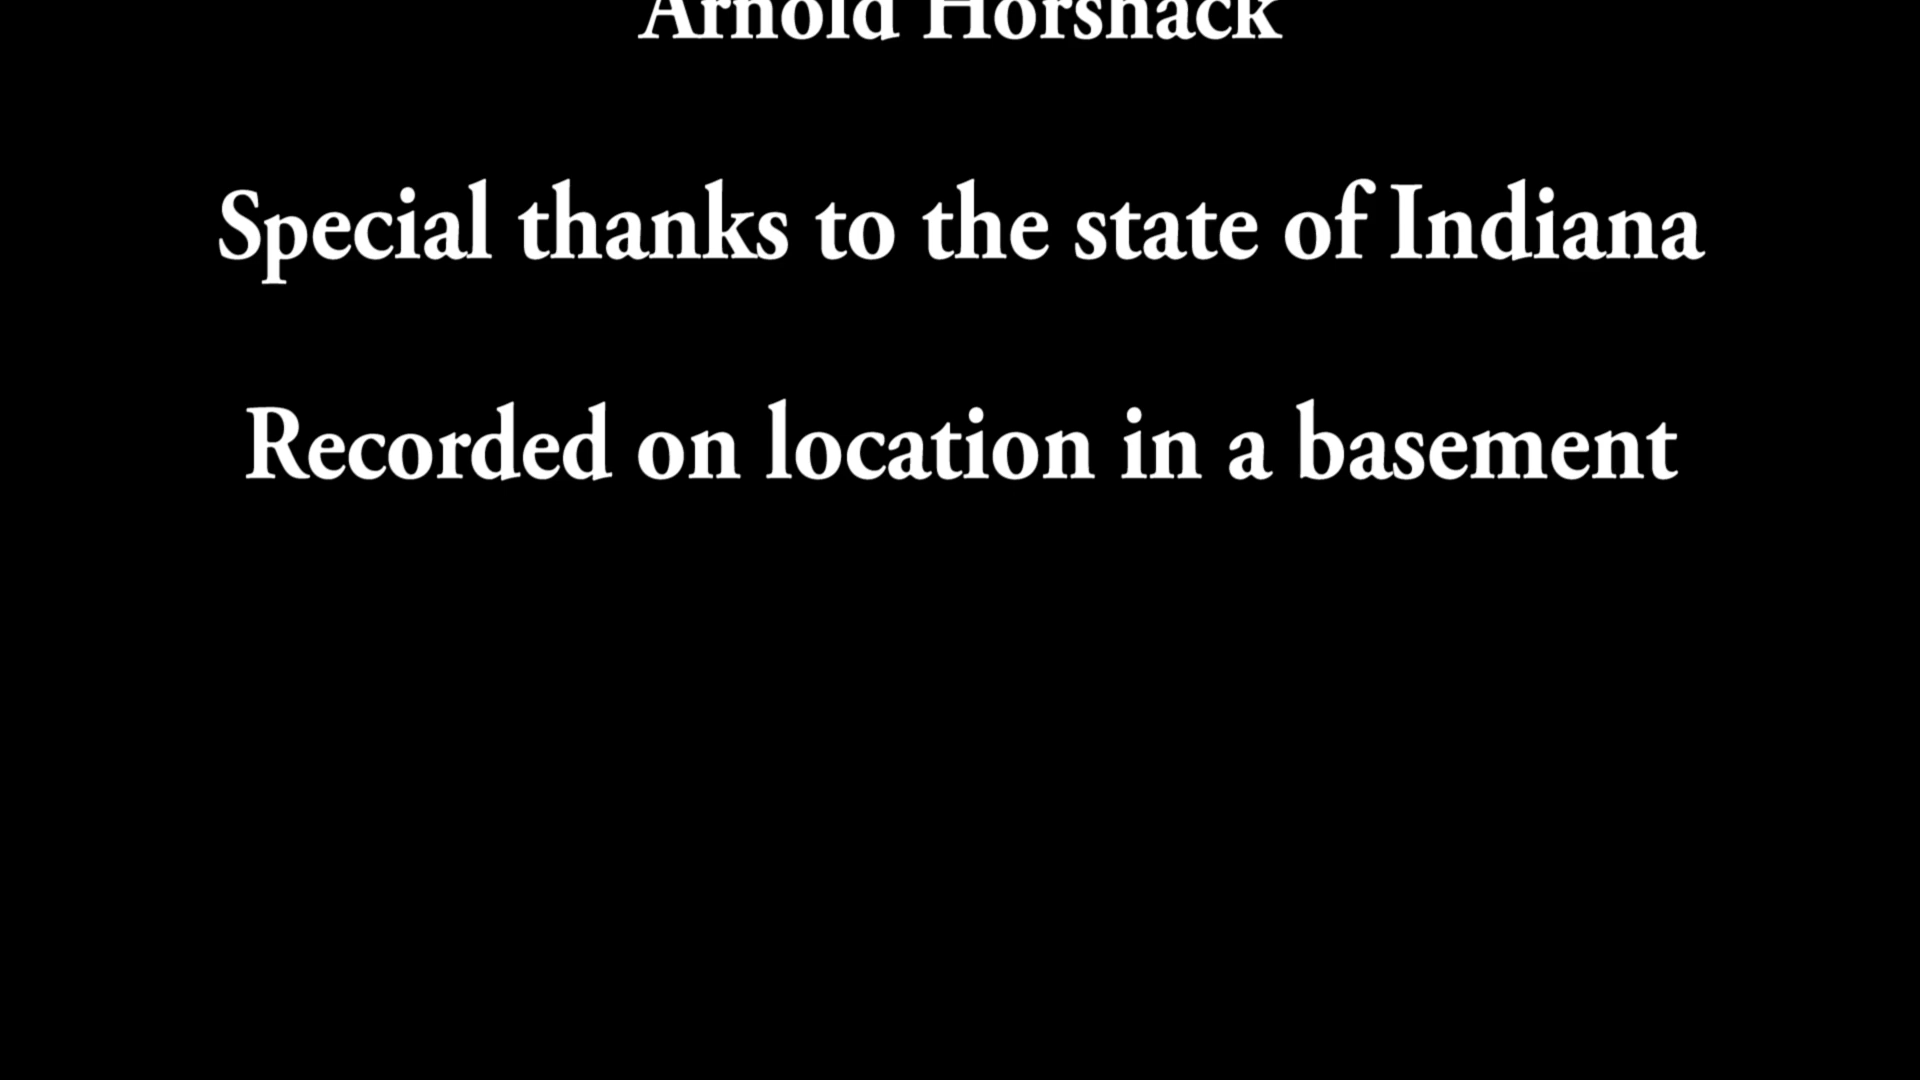 Arnold Horshack
Special thanks to the state of Indiana
Recorded on location in a basement